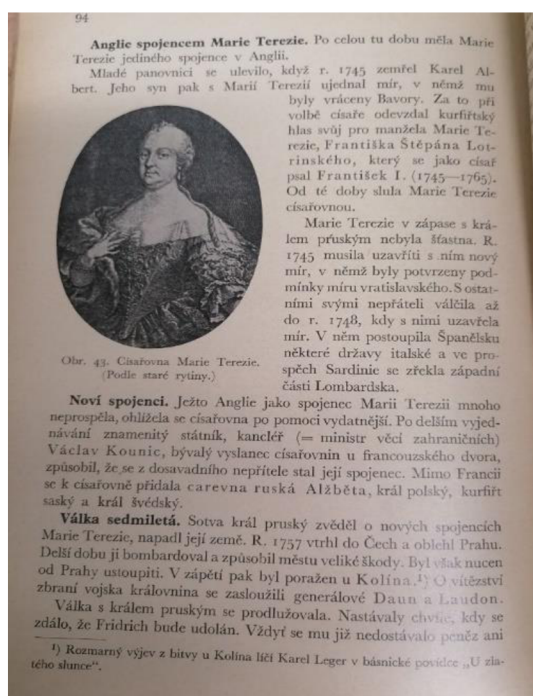 94
Anglie spojencem Marie Terezie. Po celou tu dobu měla Marie
Terezie jediného spojence v Anglii.
Mladé panovnici se ulevilo, když r. 1745 zemřel Karel Al-
bert. Jeho syn pak s Marií Terezií ujednal mír, v němž mu
byly vráceny Bavory. Za to při
volbě císaře odevzdal kurfiřtský
hlas svůj pro manžela Marie Te-
rezie, Františka Štěpána Lot-
rinského, který se jako císař
psal František I. (1745—1765).
Od té doby slula Marie Terezie
císařovnou.
Marie Terezie v zápase s krá-
lem pruským nebyla šťastna. R.
1745 musila uzavříti s ním nový
mír, v němž byly potvrzeny pod-
mínky míru vratislavského. S ostat-
ními svými nepřáteli válčila až
do r. 1748, kdy s nimi uzavřela
mír. V něm postoupila Španělsku
některé državy italské a ve pro-
spěch Sardinie se zřekla západní
části Lombardska.
Obr. 43. Císařovna Marie Terezie.
(Podle staré rytiny.)
Noví spojenci. Ježto Anglie jako spojenec Marii Terezii mnoho
neprospěla, ohlížela se císařovna po pomoci vydatnější. Po delším vyjed-
návání znamenitý státník, kancléř (= ministr věcí zahraničních)
Václav Kounic, bývalý vyslanec císařovnin u francouzského dvora,
způsobil, že se z dosavadního nepřítele stal její spojenec. Mimo Francii
se k císařovně přidala carevna ruská Alžběta, král polský, kurfiřt
saský a král švédský.
Válka sedmiletá. Sotva král pruský zvěděl o nových spojencích
Marie Terezie, napadl její země. R. 1757 vtrhl do Čech a oblehl Prahu.
Delší dobu ji bombardoval a způsobil městu veliké škody. Byl však nucen
od Prahy ustoupiti. V zápětí pak byl poražen u Kolína.¹) O vítězství
zbraní vojska královnina se zasloužili generálové Daun a Laudon.
Válka s králem pruským se prodlužovala. Nastávaly chvíle, kdy se
zdálo, že Fridrich bude udolán. Vždyť se mu již nedostávalo peněz ani
¹) Rozmarný výjev z bitvy u Kolína líčí Karel Leger v básnické povídce „U zla-
tého slunce“.